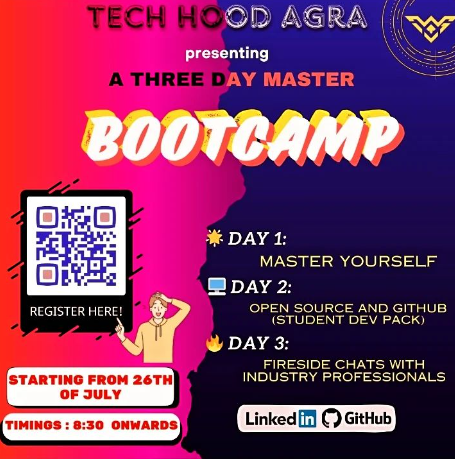 TECH HOOD AGRA
presenting
A THREE DAY MASTER
BOOTCAMP
REGISTER HERE!
STARTING FROM 26TH
OF JULY
TIMINGS : 8:30 ONWARDS
DAY 1:
MASTER YOURSELF
DAY 2:
OPEN SOURCE AND GITHUB
(STUDENT DEV PACK)
DAY 3:
FIRESIDE CHATS WITH
INDUSTRY PROFESSIONALS
Linked in GitHub